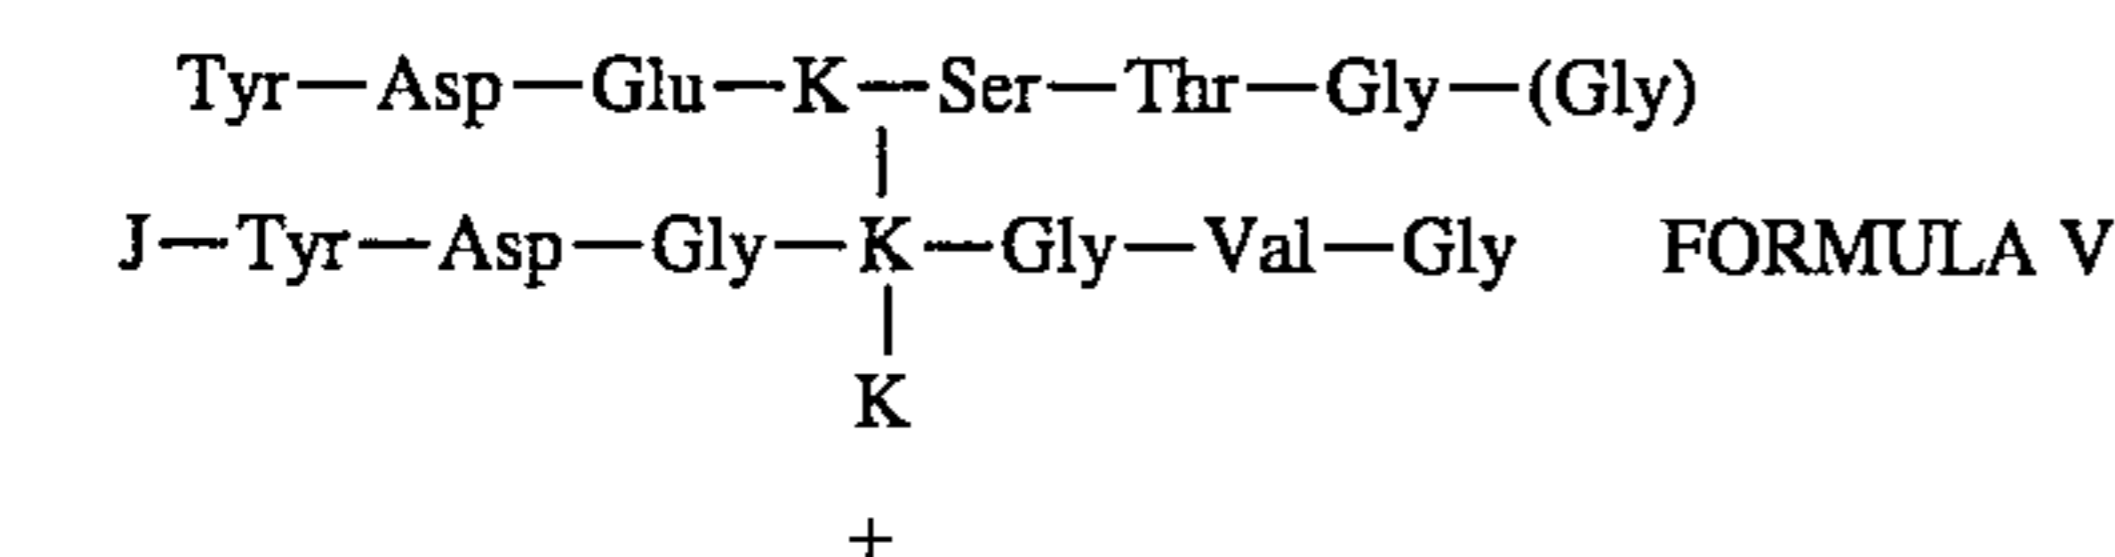 Tyr—Asp—Glu—K—Ser—Thr—Gly—(Gly)
J—Tyr—Asp—Gly—K—Gly—Val—Gly FORMULA V
K
+